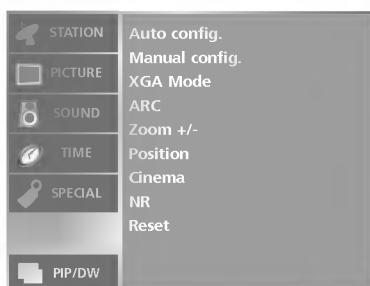 STATION
PICTURE
SOUND
TIME
SPECIAL
PIP/DW
Auto config.
Manual config.
XGA Mode
ARC
Zoom +/-
Position
Cinema
NR
Reset